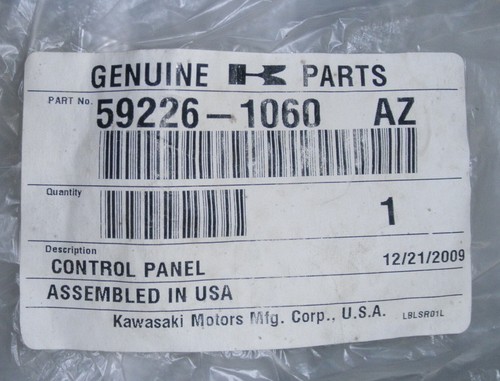 GENUINE K PARTS
PART No. 59226-1060 AZ
Quantity 1
Description
CONTROL PANEL 12/21/2009
ASSEMBLED IN USA
Kawasaki Motors Mfg. Corp., U.S.A. LBLSR01L